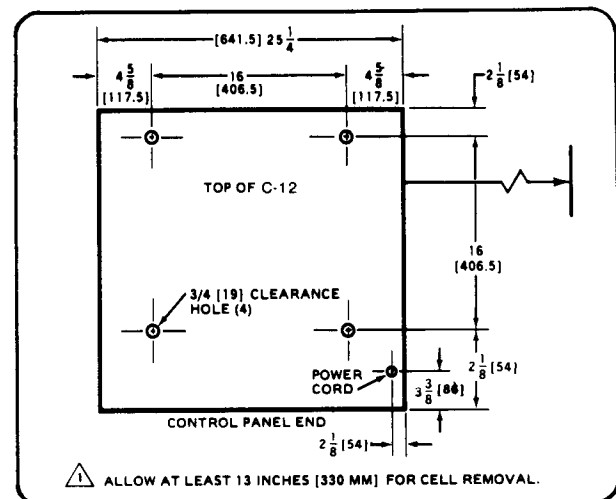 [641.5] 25 1/4
4 5/8 [117.5]
16 [406.5]
4 5/8 [117.5]
2 1/8 [54]
TOP OF C-12
16 [406.5]
3/4 [19] CLEARANCE
HOLE (4)
POWER
CORD
2 1/8 [54]
3 3/8 [86]
CONTROL PANEL END
2 1/8 [54]
1 ALLOW AT LEAST 13 INCHES [330 MM] FOR CELL REMOVAL.